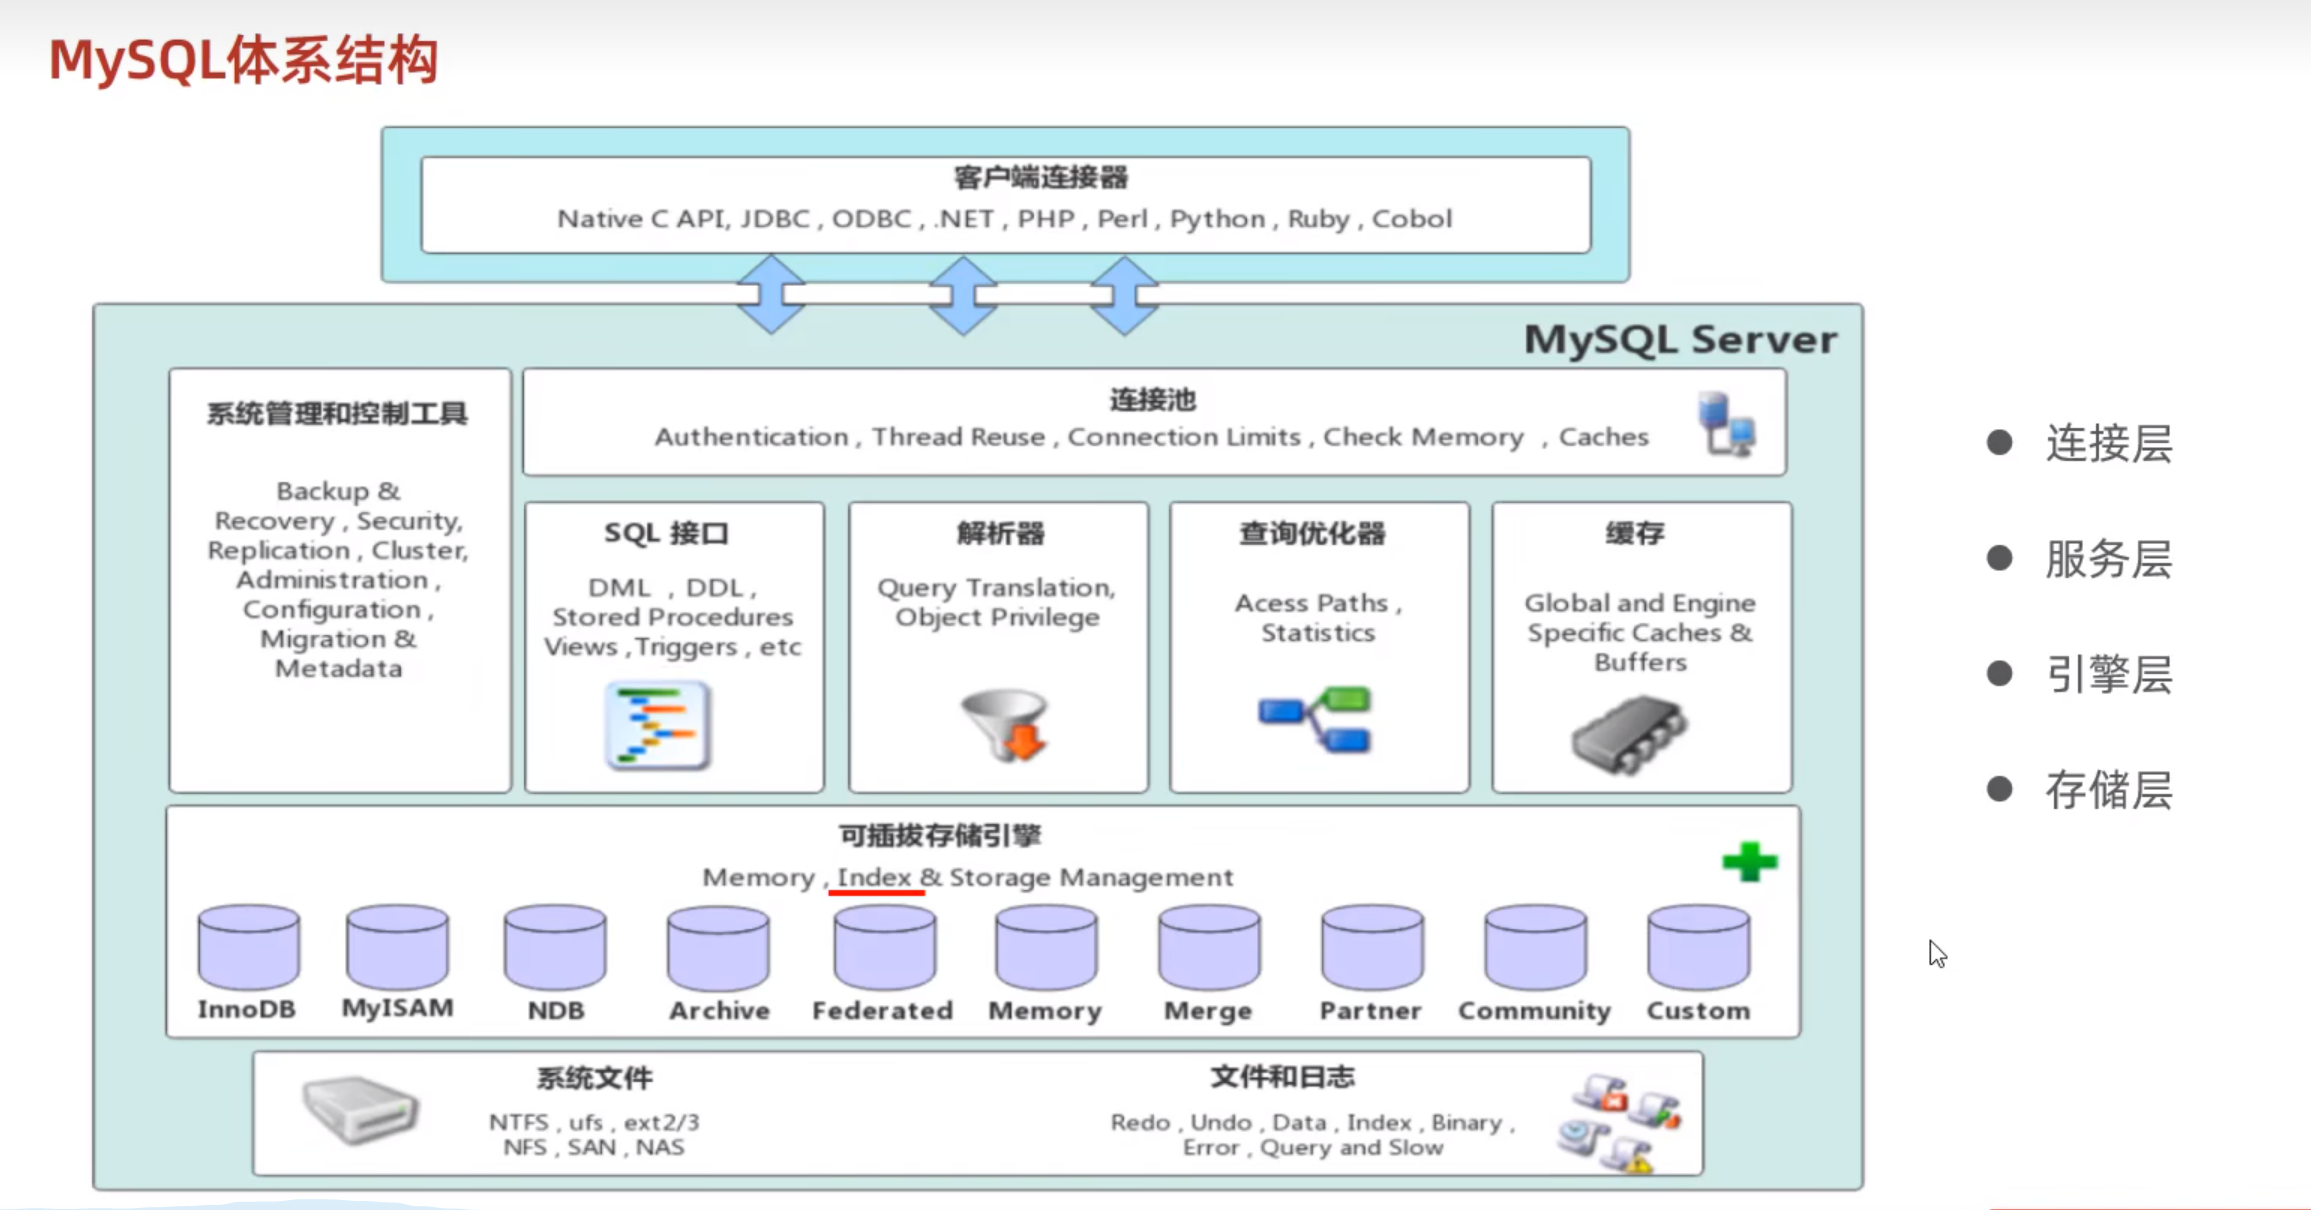 MySQL体系结构
客户端连接器
Native C API, JDBC , ODBC , .NET , PHP , Perl , Python , Ruby , Cobol
MySQL Server
系统管理和控制工具
Backup &
Recovery , Security,
Replication , Cluster,
Administration ,
Configuration ,
Migration &
Metadata
连接池
Authentication , Thread Reuse , Connection Limits , Check Memory , Caches
SQL 接口
DML , DDL ,
Stored Procedures
Views ,Triggers , etc
解析器
Query Translation,
Object Privilege
查询优化器
Acess Paths ,
Statistics
缓存
Global and Engine
Specific Caches &
Buffers
可插拔存储引擎
Memory , Index & Storage Management
InnoDB
MyISAM
NDB
Archive
Federated
Memory
Merge
Partner
Community
Custom
系统文件
NTFS , ufs , ext2/3
NFS , SAN , NAS
文件和日志
Redo , Undo , Data , Index , Binary ,
Error , Query and Slow
连接层
服务层
引擎层
存储层